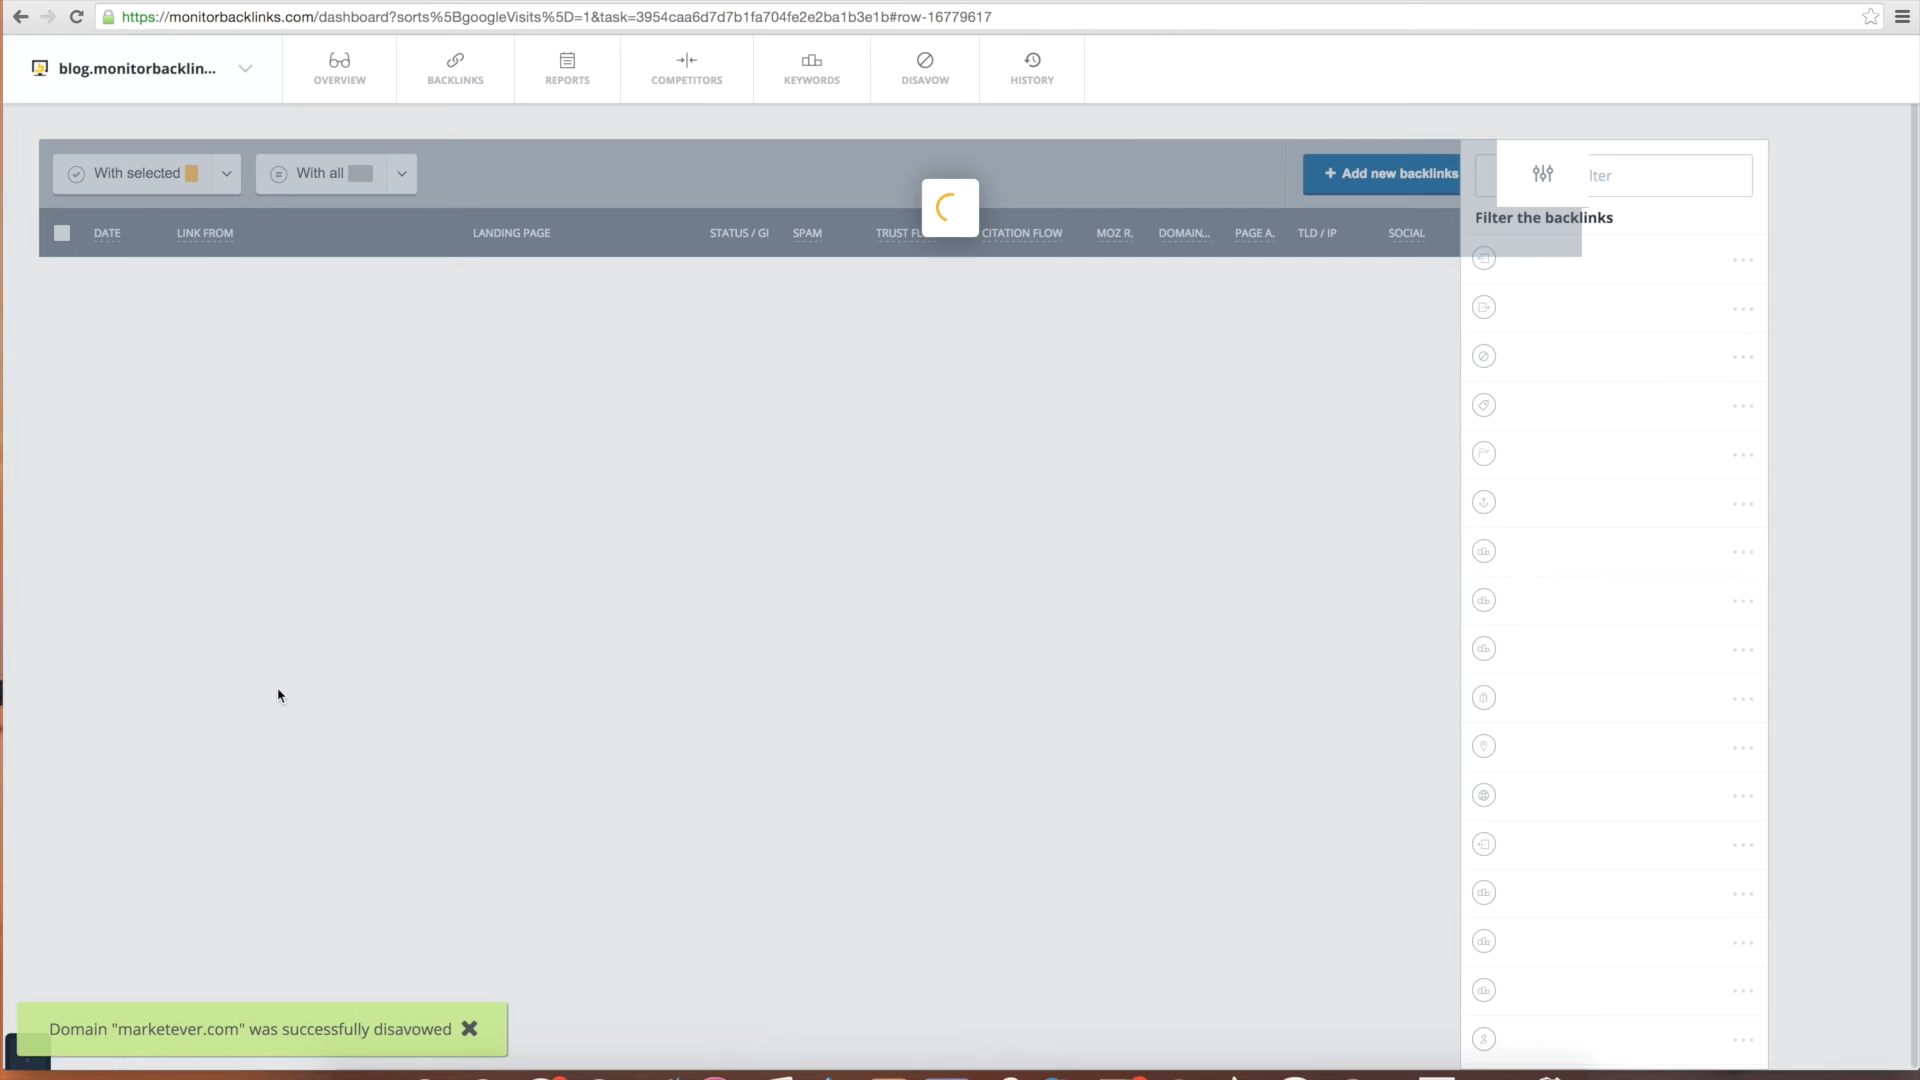 https://monitorbacklinks.com/dashboard?sorts%5BgoogleVisits%5D=1&task=3954caa6d7d7b1fa704fe2e2ba1b3e1b#row-16779617
blog.monitorbacklin...
OVERVIEW
BACKLINKS
REPORTS
COMPETITORS
KEYWORDS
DISAVOW
HISTORY
With selected
With all
+ Add new backlinks
lter
Filter the backlinks
DATE
LINK FROM
LANDING PAGE
STATUS / GI
SPAM
TRUST FL
CITATION FLOW
MOZ R.
DOMAIN...
PAGE A.
TLD / IP
SOCIAL
Domain "marketever.com" was successfully disavowed